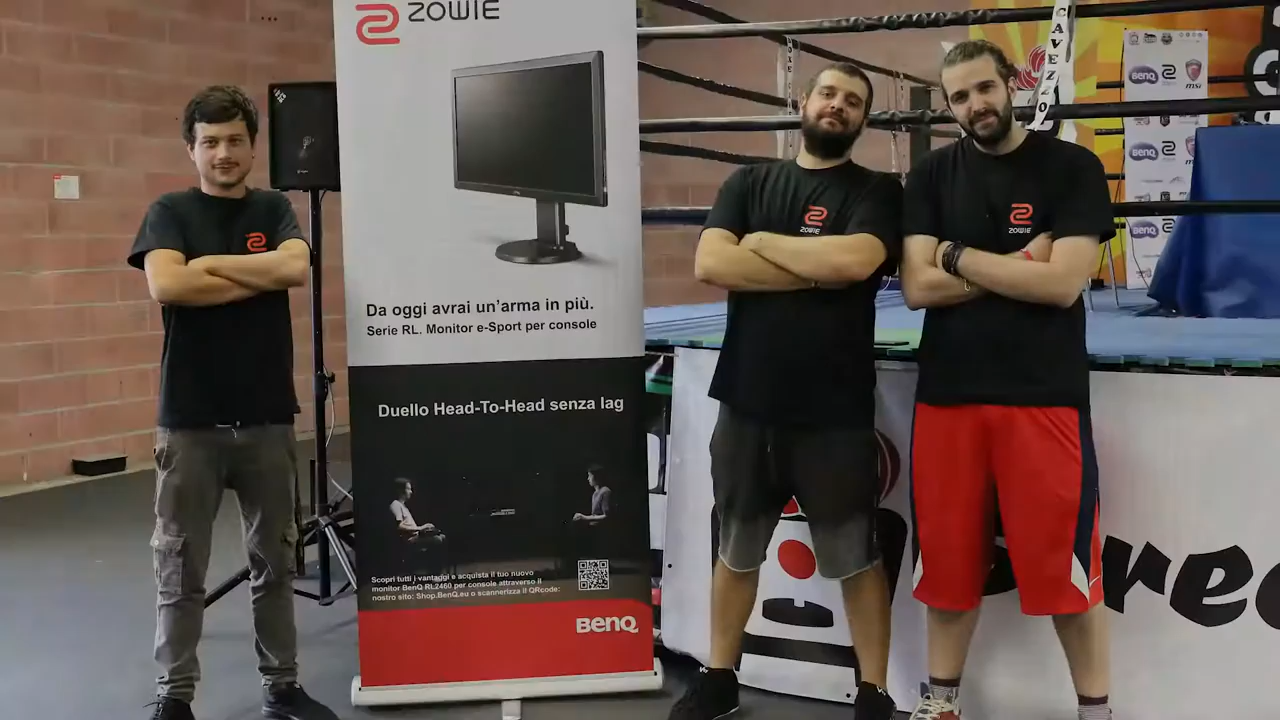 ZOWIE
Da oggi avrai un'arma in più.
Serie RL. Monitor e-Sport per console
Duello Head-To-Head senza lag
Scopri tutti i vantaggi e acquista il tuo nuovo
monitor BenQ RL2460 per console attraverso il
nostro sito: Shop.BenQ.eu o scannerizza il QRcode:
BenQ
ZOWIE
ZOWIE
CAVEZZO
BenQ
msi
BenQ
BenQ